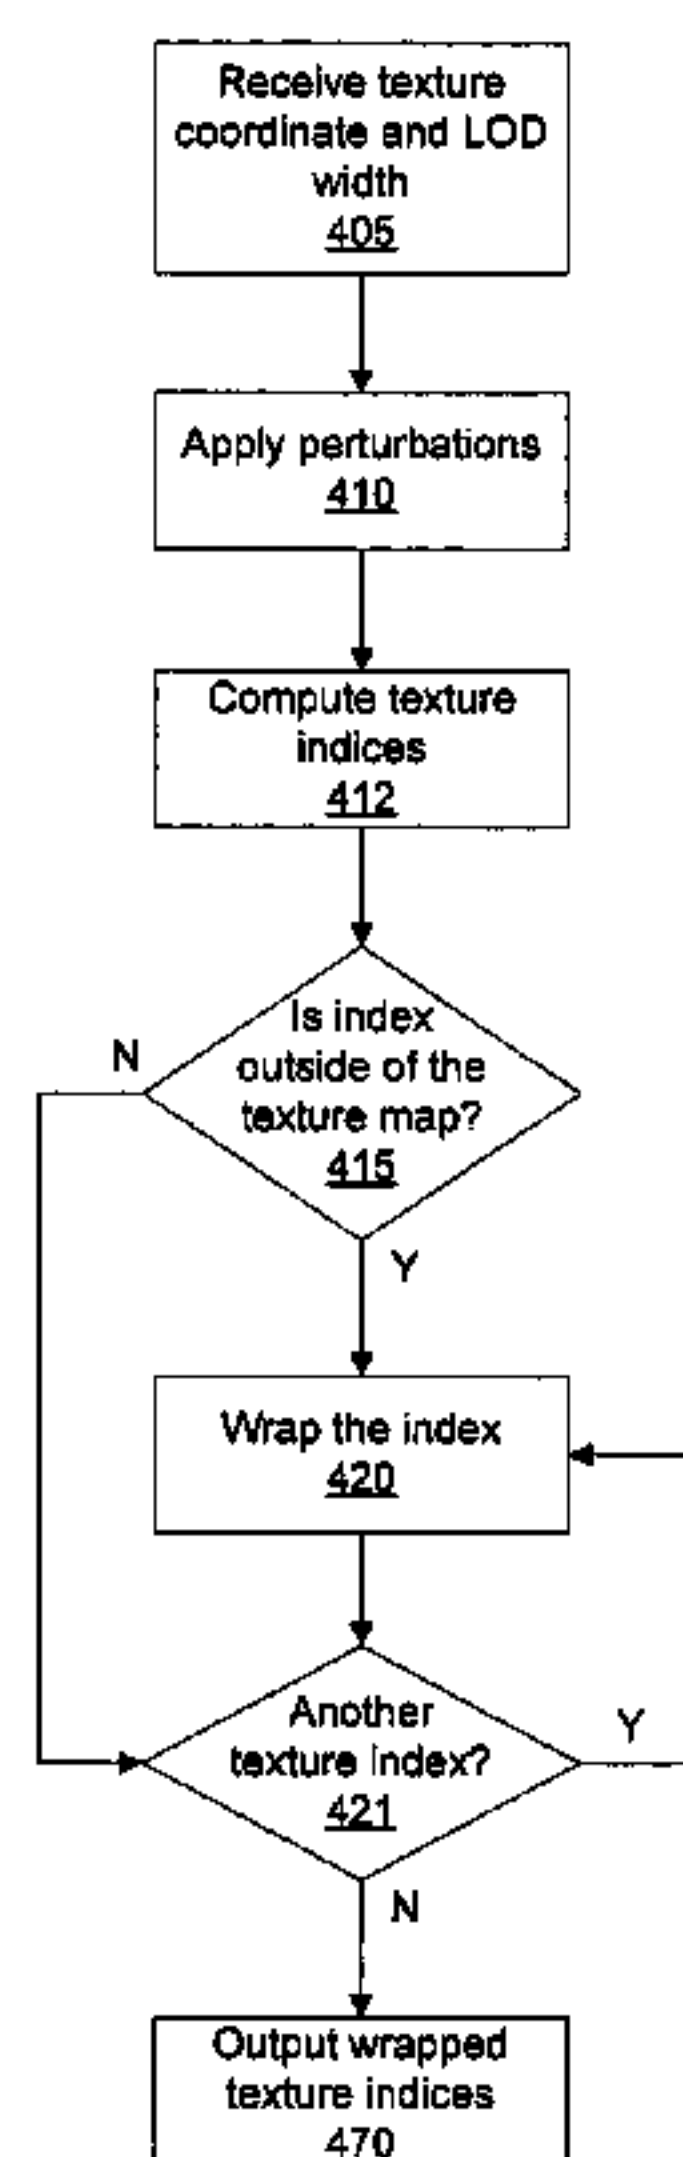 Receive texture
coordinate and LOD
width
405
Apply perturbations
410
Compute texture
indices
412
Is index
outside of the
texture map?
415
N
Y
Wrap the index
420
Another
texture index?
421
Y
N
Output wrapped
texture indices
470